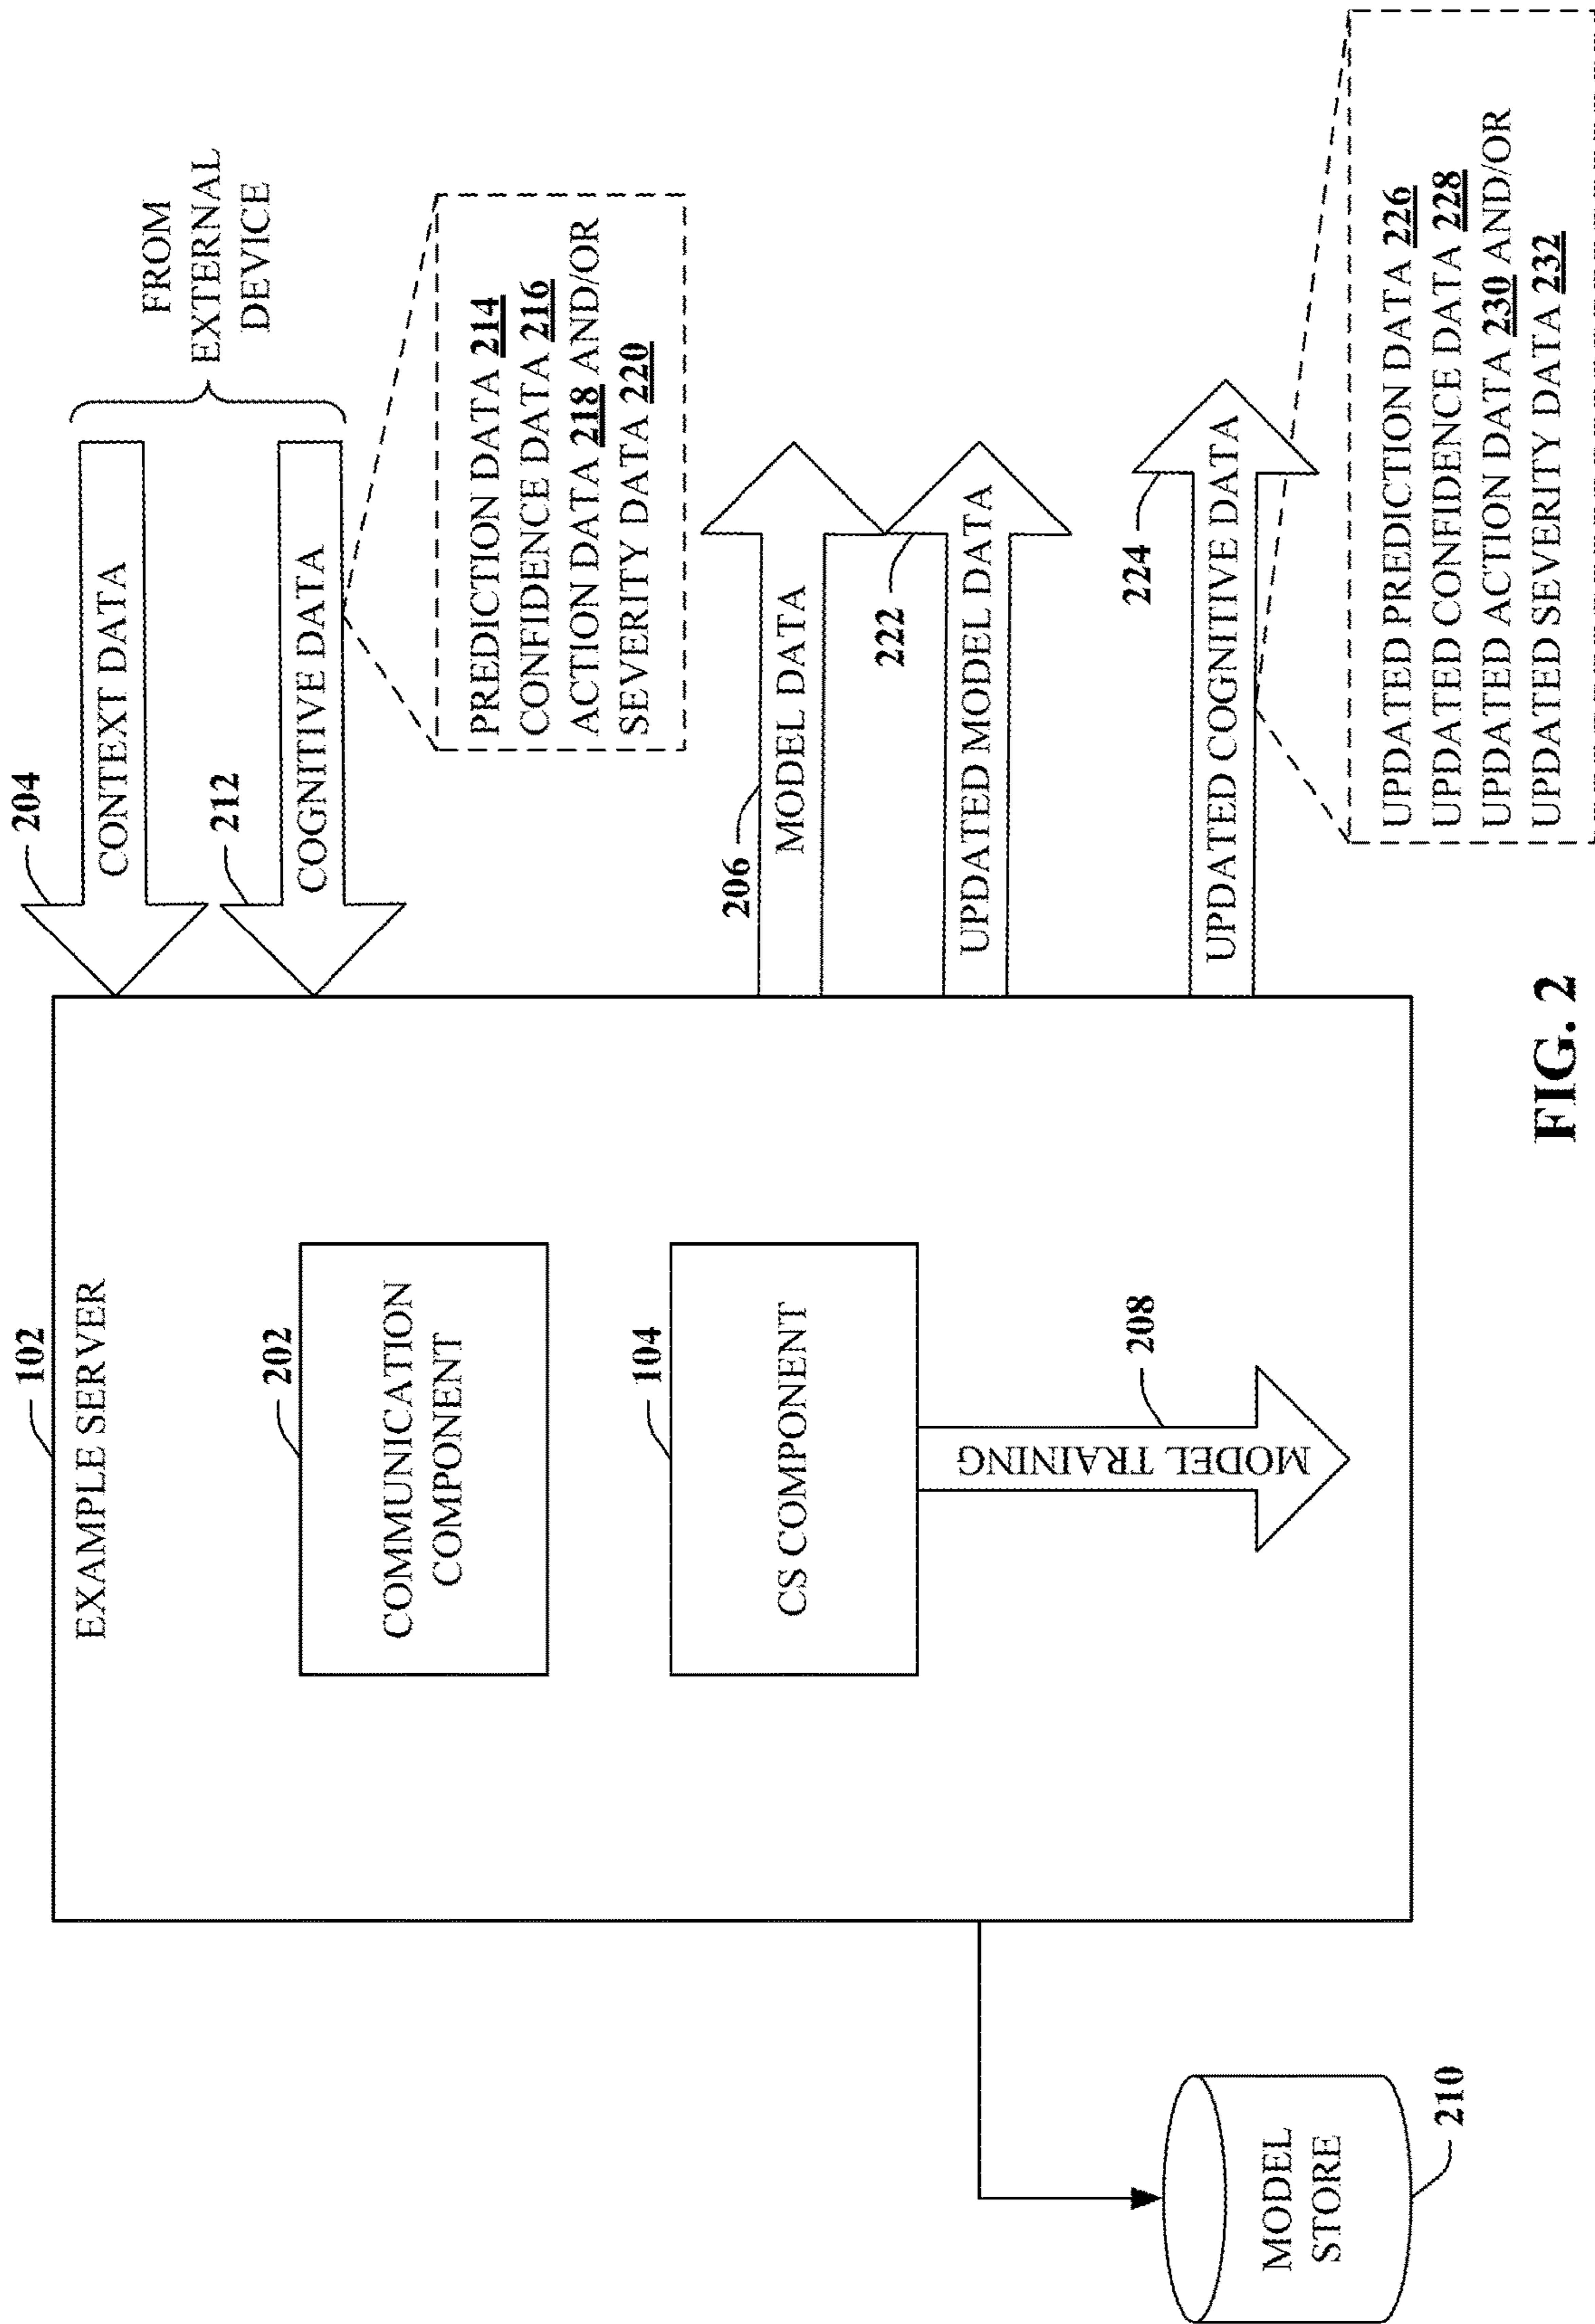 102
EXAMPLE SERVER
202
COMMUNICATION
COMPONENT
104
CS COMPONENT
MODEL TRAINING
208
MODEL
STORE
210
204
CONTEXT DATA
212
COGNITIVE DATA
FROM
EXTERNAL
DEVICE
PREDICTION DATA 214
CONFIDENCE DATA 216
ACTION DATA 218 AND/OR
SEVERITY DATA 220
206
MODEL DATA
222
UPDATED MODEL DATA
224
UPDATED COGNITIVE DATA
UPDATED PREDICTION DATA 226
UPDATED CONFIDENCE DATA 228
UPDATED ACTION DATA 230 AND/OR
UPDATED SEVERITY DATA 232
FIG. 2